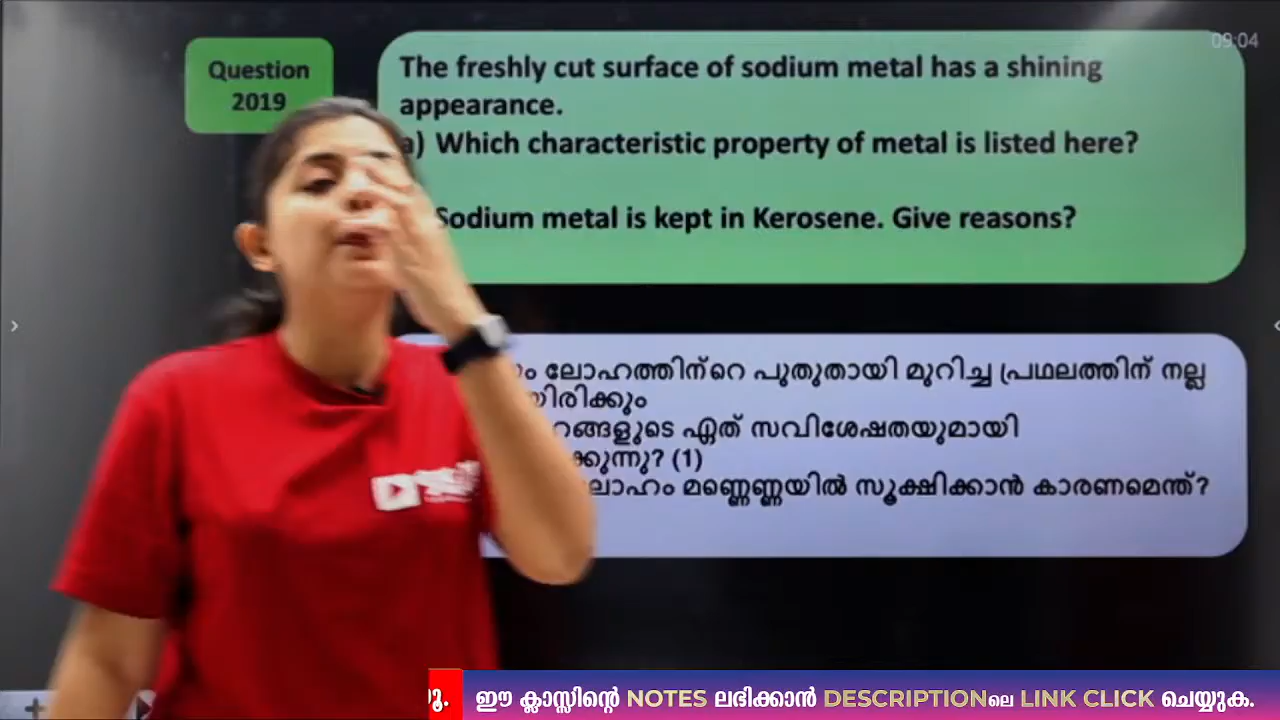 09:04
Question
2019
The freshly cut surface of sodium metal has a shining
appearance.
a) Which characteristic property of metal is listed here?
Sodium metal is kept in Kerosene. Give reasons?
ലോഹത്തിന്റെ പുതുതായി മുറിച്ച പ്രഥലത്തിന് നല്ല
ഏത് സവിശേഷതയുമായി
(1)
മണ്ണെണ്ണയിൽ സൂക്ഷിക്കാൻ കാരണമെന്ത്?
ഈ ക്ലാസ്സിന്റെ NOTES ലഭിക്കാൻ DESCRIPTIONലെ LINK CLICK ചെയ്യുക.